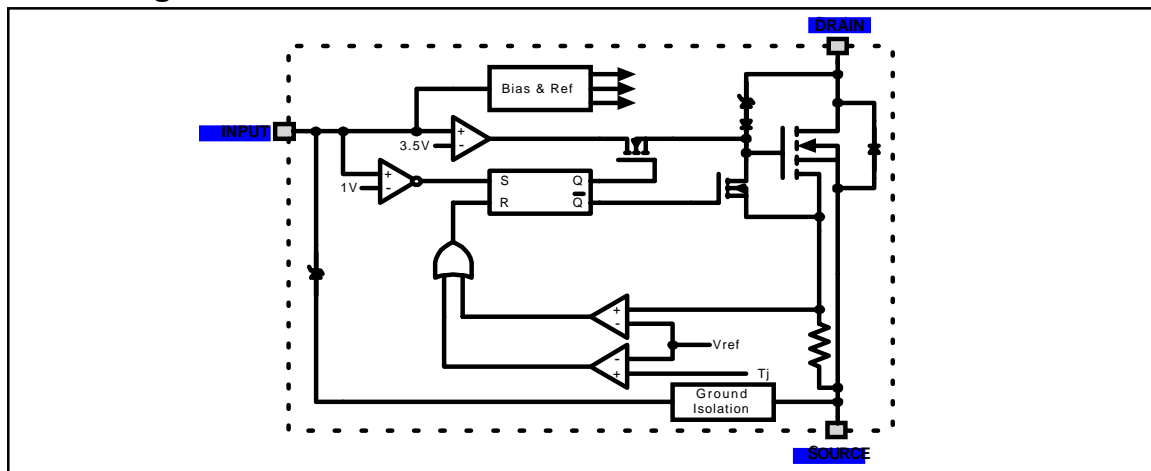 DRAIN
Bias & Ref
INPUT
+
3.5V -
+
1V -
S Q
R Q
+
-
Vref
-
+
Tj
Ground
Isolation
SOURCE